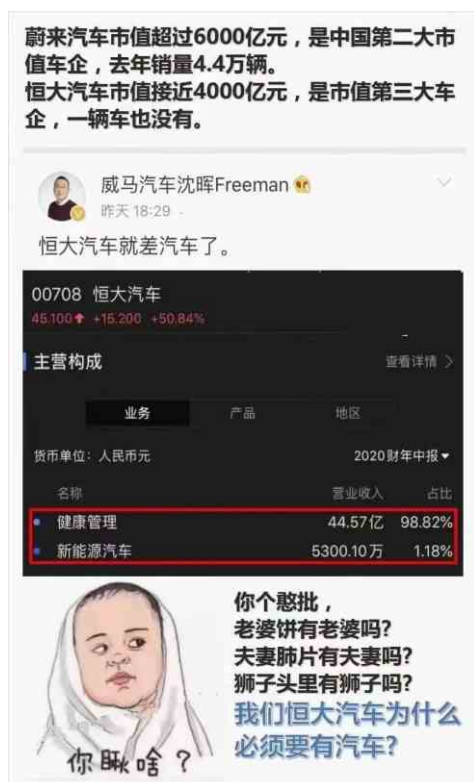 蔚来汽车市值超过6000亿元，是中国第二大市
值车企，去年销量4.4万辆。
恒大汽车市值接近4000亿元，是市值第三大车
企，一辆车也没有。
威马汽车沈晖Freeman
昨天 18:29
恒大汽车就差汽车了。
00708 恒大汽车
45.100 +15.200 +50.84%
主营构成 查看详情 >
业务 产品 地区
货币单位：人民币元 2020财年中报
名称 营业收入 占比
健康管理 44.57亿 98.82%
新能源汽车 5300.10万 1.18%
你个憨批，
老婆饼有老婆吗?
夫妻肺片有夫妻吗?
狮子头里有狮子吗?
我们恒大汽车为什么
必须要有汽车?
你瞅啥？